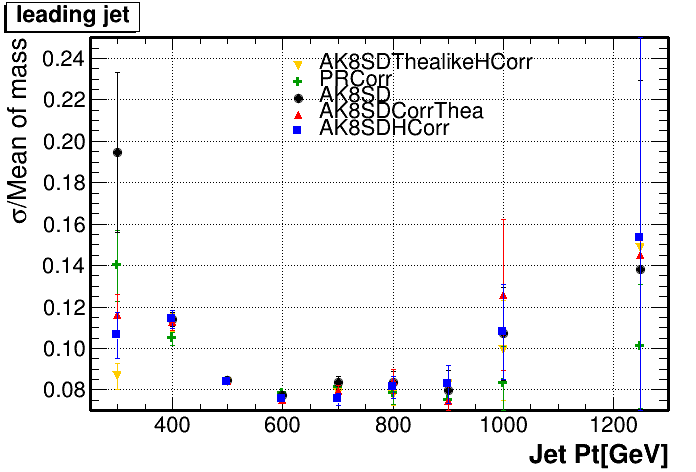 leading jet
σ/Mean of mass
0.24
0.22
0.20
0.18
0.16
0.14
0.12
0.10
0.08
AK8SDThealikeHCorr
PRCorr
AK8SD
AK8SDCorrThea
AK8SDHCorr
400 600 800 1000 1200
Jet Pt[GeV]